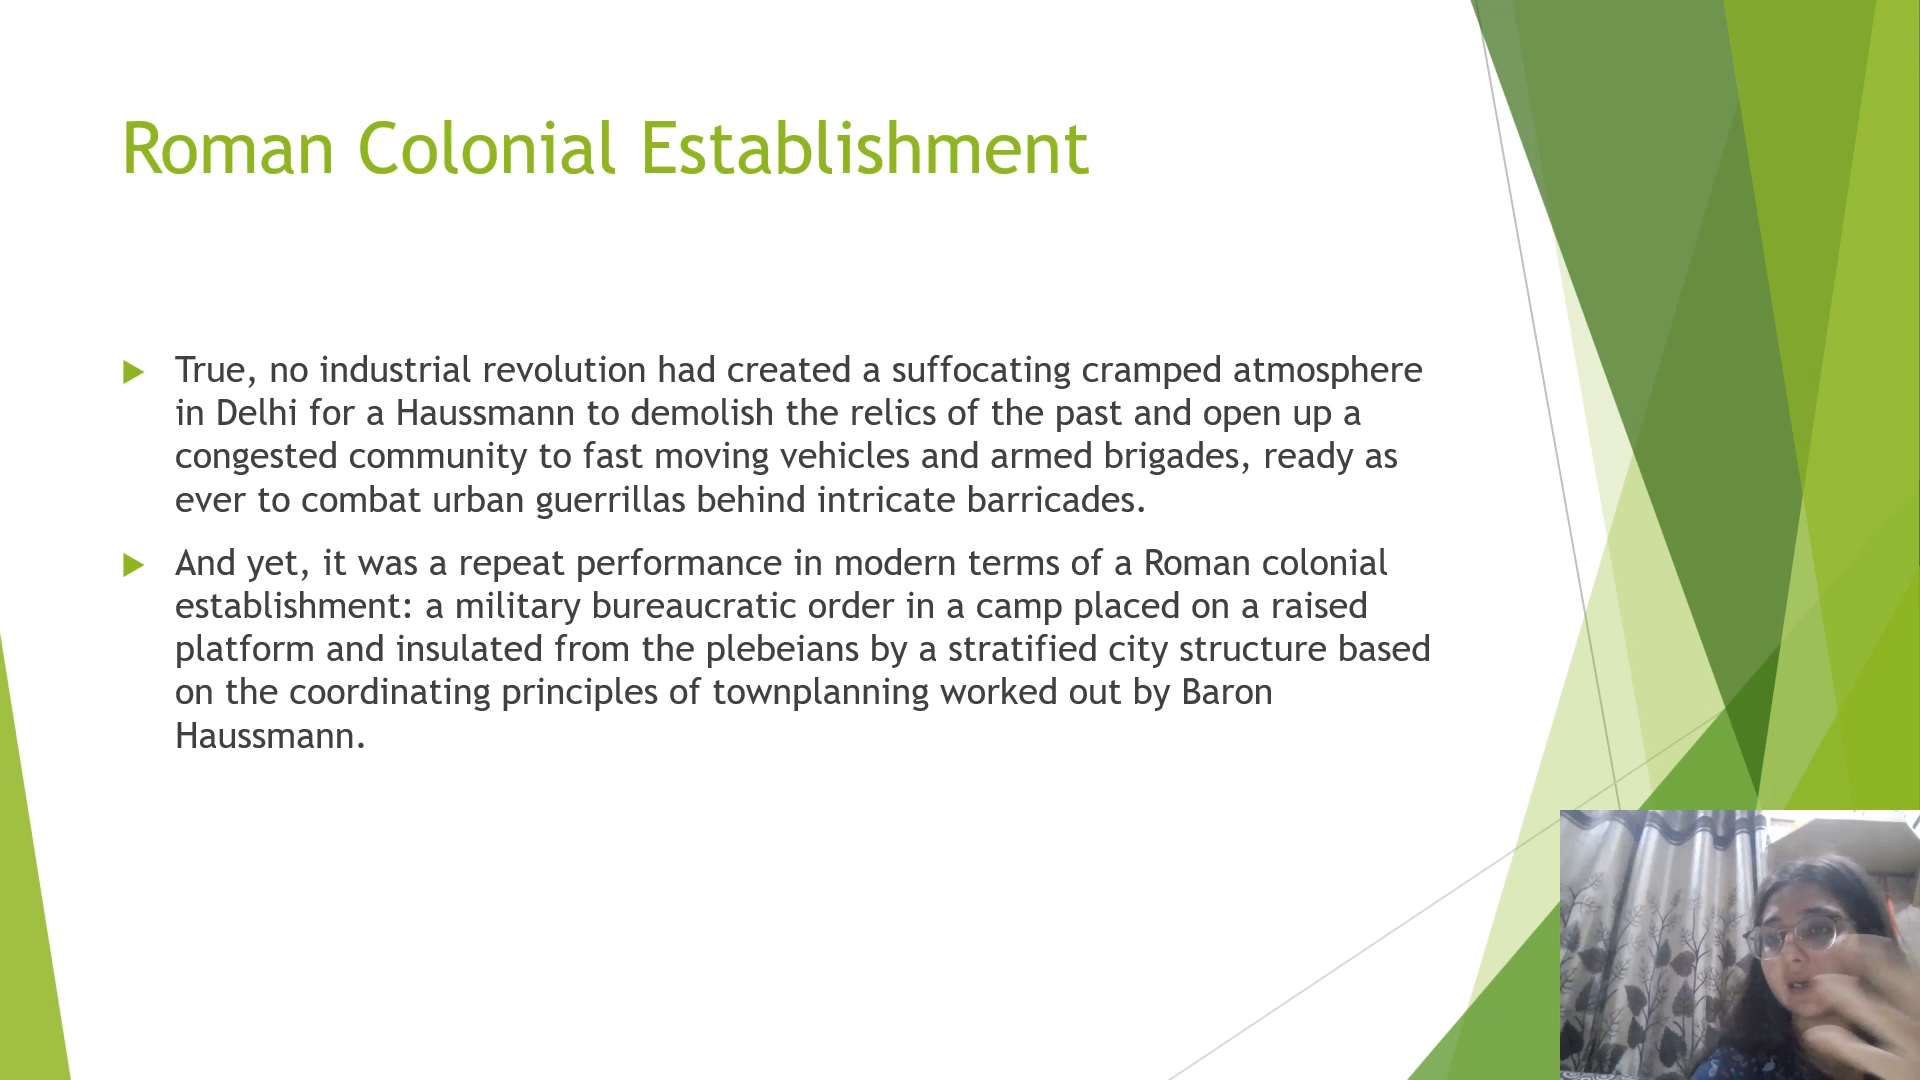 Roman Colonial Establishment
True, no industrial revolution had created a suffocating cramped atmosphere
in Delhi for a Haussmann to demolish the relics of the past and open up a
congested community to fast moving vehicles and armed brigades, ready as
ever to combat urban guerrillas behind intricate barricades.
And yet, it was a repeat performance in modern terms of a Roman colonial
establishment: a military bureaucratic order in a camp placed on a raised
platform and insulated from the plebeians by a stratified city structure based
on the coordinating principles of townplanning worked out by Baron
Haussmann.